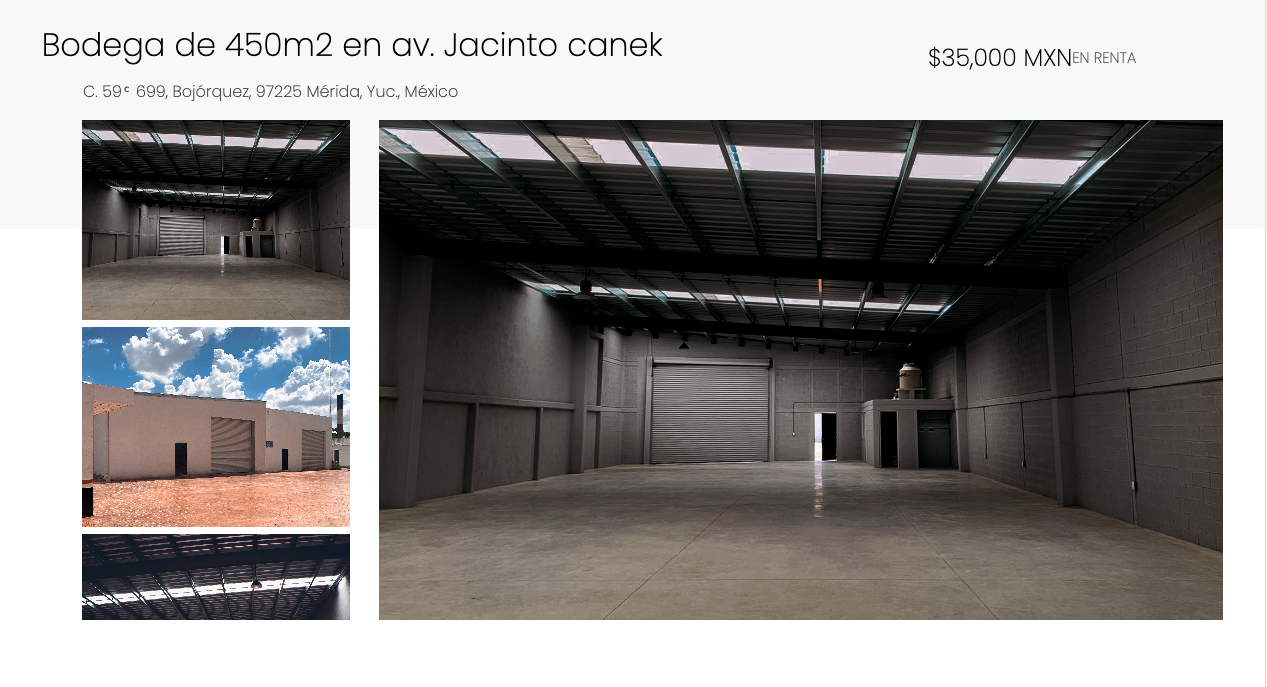 Bodega de 450m2 en av. Jacinto canek
$35,000 MXN EN RENTA
C. 59ᶜ 699, Bojórquez, 97225 Mérida, Yuc., México